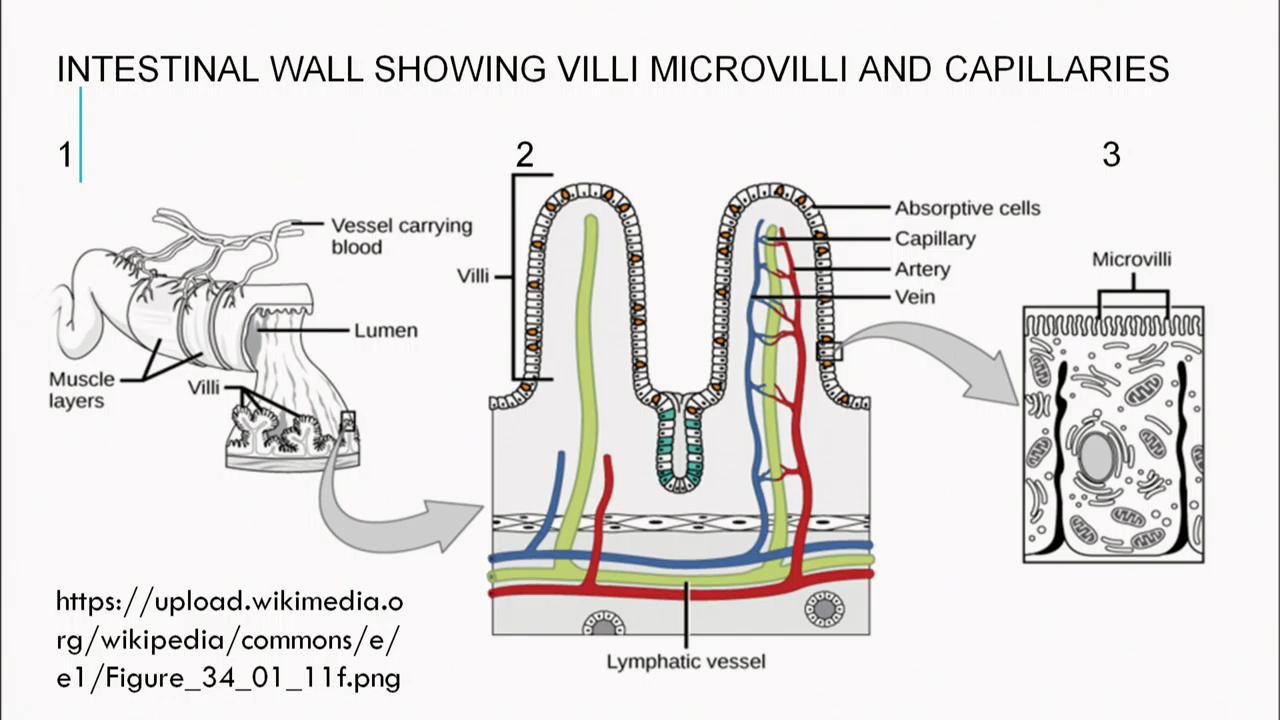 INTESTINAL WALL SHOWING VILLI MICROVILLI AND CAPILLARIES
1
2
3
Vessel carrying
blood
Lumen
Muscle
layers
Villi
Villi
Absorptive cells
Capillary
Artery
Vein
Lymphatic vessel
Microvilli
https://upload.wikimedia.o
rg/wikipedia/commons/e/
e1/Figure_34_01_11f.png